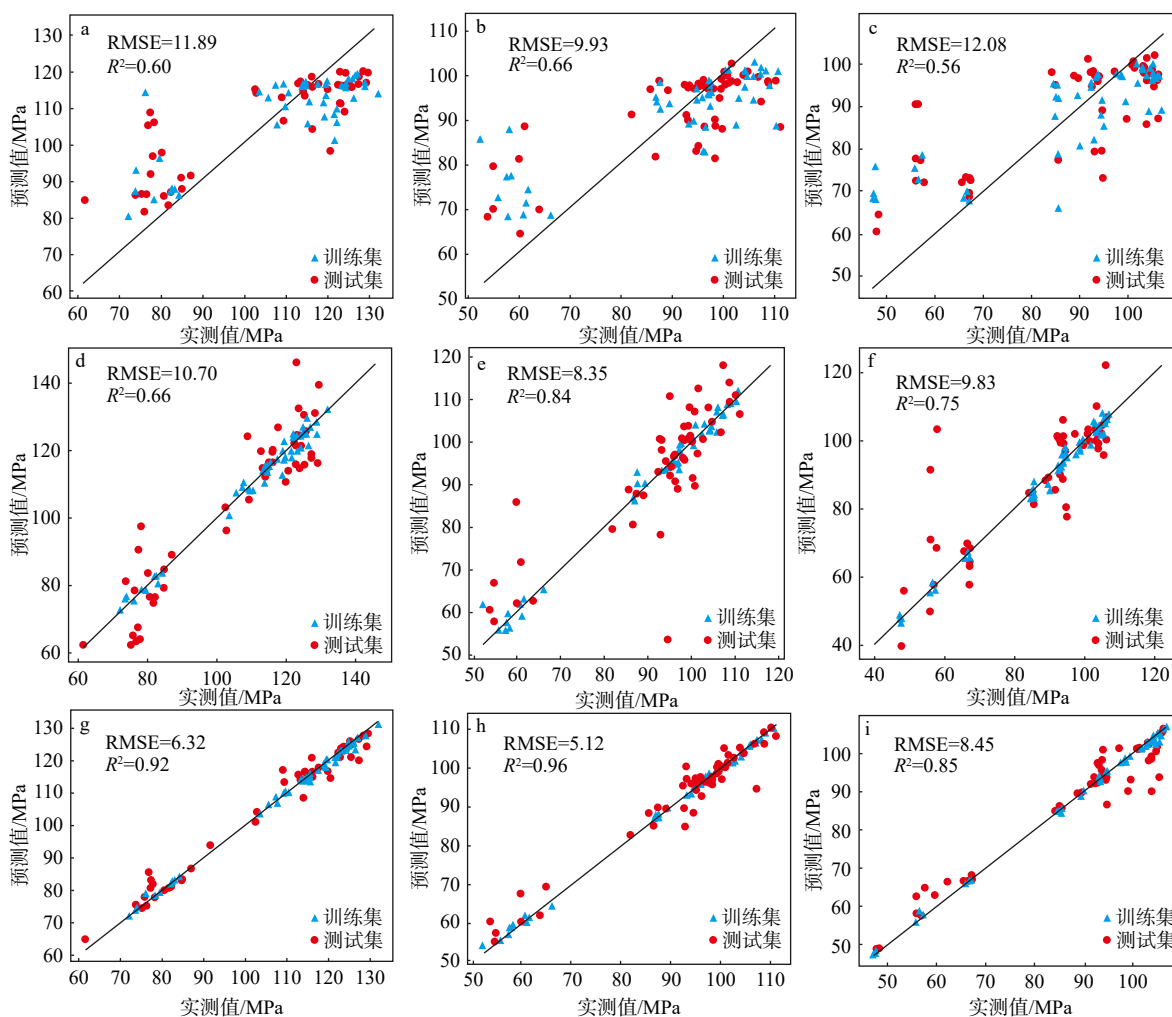 a
RMSE=11.89
R²=0.60
130
120
110
100
90
80
70
60
预测值/MPa
训练集
测试集
60 70 80 90 100 110 120 130
实测值/MPa
b
RMSE=9.93
R²=0.66
110
100
90
80
70
60
50
预测值/MPa
训练集
测试集
50 60 70 80 90 100 110
实测值/MPa
c
RMSE=12.08
R²=0.56
100
90
80
70
60
50
预测值/MPa
训练集
测试集
50 60 70 80 90 100
实测值/MPa
d
RMSE=10.70
R²=0.66
140
120
100
80
60
预测值/MPa
训练集
测试集
60 80 100 120 140
实测值/MPa
e
RMSE=8.35
R²=0.84
120
110
100
90
80
70
60
50
预测值/MPa
训练集
测试集
50 60 70 80 90 100 110 120
实测值/MPa
f
RMSE=9.83
R²=0.75
120
100
80
60
40
预测值/MPa
训练集
测试集
40 60 80 100 120
实测值/MPa
g
RMSE=6.32
R²=0.92
130
120
110
100
90
80
70
60
预测值/MPa
训练集
测试集
60 70 80 90 100 110 120 130
实测值/MPa
h
RMSE=5.12
R²=0.96
110
100
90
80
70
60
50
预测值/MPa
训练集
测试集
50 60 70 80 90 100 110
实测值/MPa
i
RMSE=8.45
R²=0.85
100
90
80
70
60
50
预测值/MPa
训练集
测试集
50 60 70 80 90 100
实测值/MPa